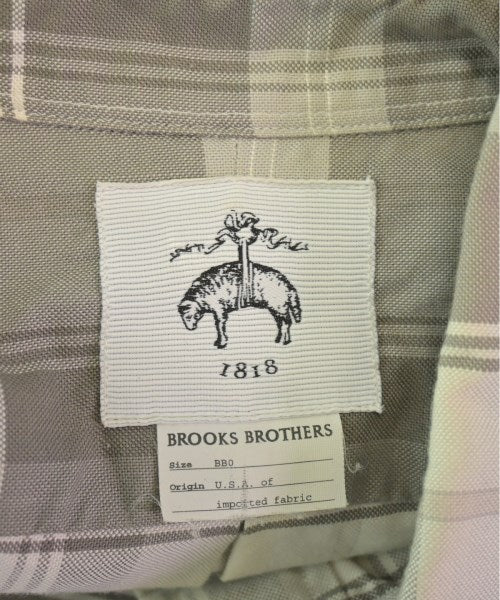 1818
BROOKS BROTHERS
Size BB0
Origin U.S.A. of
imported fabric